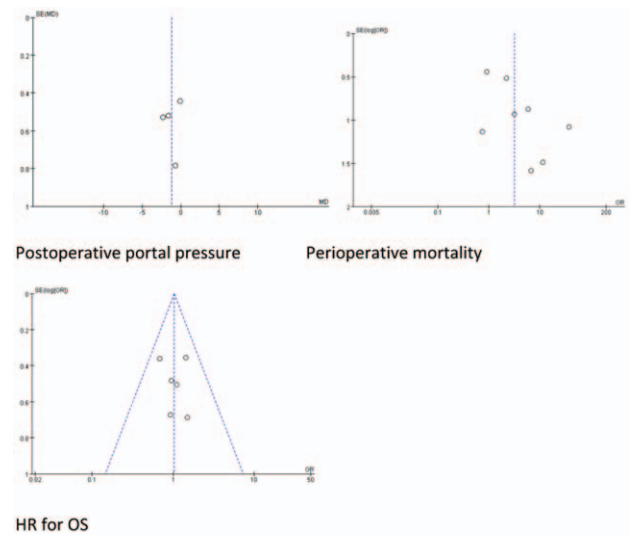 SE(MD)
0
0.2
0.4
0.6
0.8
1
-10 -5 0 5 10
MD
Postoperative portal pressure
SE(log[OR])
0
0.5
1
1.5
2
0.005 0.1 1 10 200
OR
Perioperative mortality
SE(log[OR])
0
0.2
0.4
0.6
0.8
1
0.02 0.1 1 10 50
OR
HR for OS